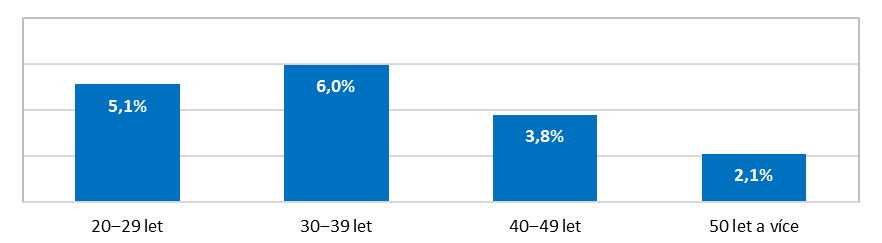 5,1%
6,0%
3,8%
2,1%
20–29 let
30–39 let
40–49 let
50 let a více